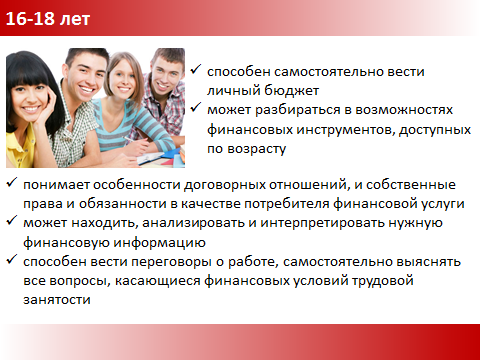 16-18 лет
✓ способен самостоятельно вести
личный бюджет
✓ может разбираться в возможностях
финансовых инструментов, доступных
по возрасту
✓ понимает особенности договорных отношений, и собственные
права и обязанности в качестве потребителя финансовой услуги
✓ может находить, анализировать и интерпретировать нужную
финансовую информацию
✓ способен вести переговоры о работе, самостоятельно выяснять
все вопросы, касающиеся финансовых условий трудовой
занятости